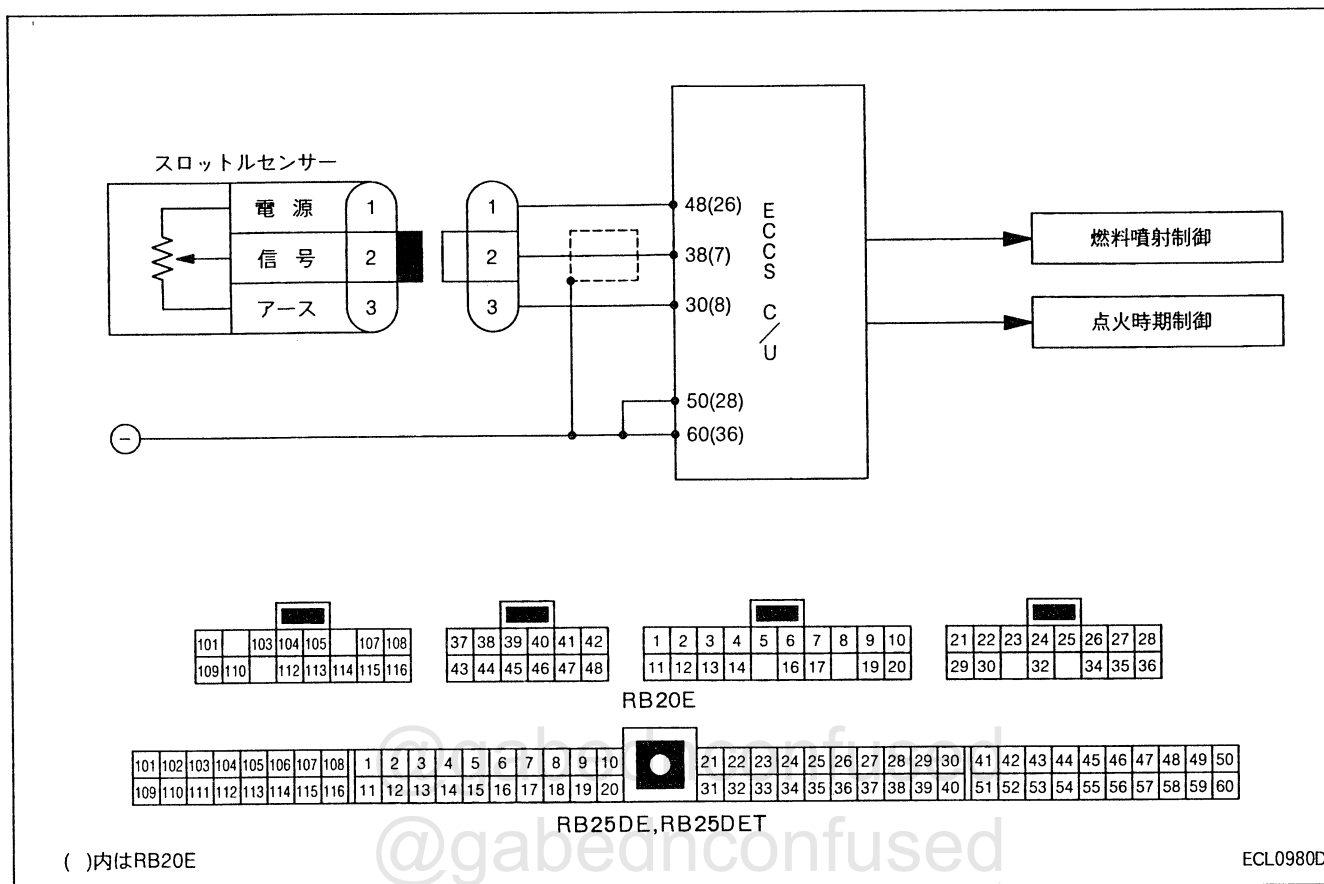 スロットルセンサー
電 源 1
信 号 2
アース 3
1
2
3
48(26)
38(7)
30(8)
50(28)
60(36)
ECCS C/U
燃料噴射制御
点火時期制御
−
101 103 104 105 107 108
109 110 112 113 114 115 116
37 38 39 40 41 42
43 44 45 46 47 48
1 2 3 4 5 6 7 8 9 10
11 12 13 14 16 17 19 20
21 22 23 24 25 26 27 28
29 30 32 34 35 36
RB20E
@gabednconfused
101 102 103 104 105 106 107 108 1 2 3 4 5 6 7 8 9 10 21 22 23 24 25 26 27 28 29 30 41 42 43 44 45 46 47 48 49 50
109 110 111 112 113 114 115 116 11 12 13 14 15 16 17 18 19 20 31 32 33 34 35 36 37 38 39 40 51 52 53 54 55 56 57 58 59 60
RB25DE,RB25DET
@gabednconfused
( )内はRB20E
ECL0980D